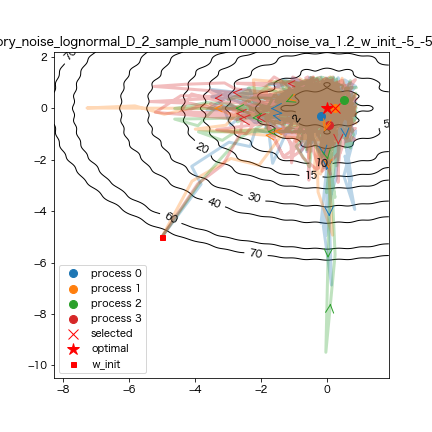 ory_noise_lognormal_D_2_sample_num10000_noise_va_1.2_w_init_-5_-5
2
0
−2
−4
−6
−8
−10
−8
−6
−4
−2
0
70
2
5
20
10
15
30
40
60
70
process 0
process 1
process 2
process 3
selected
optimal
w_init